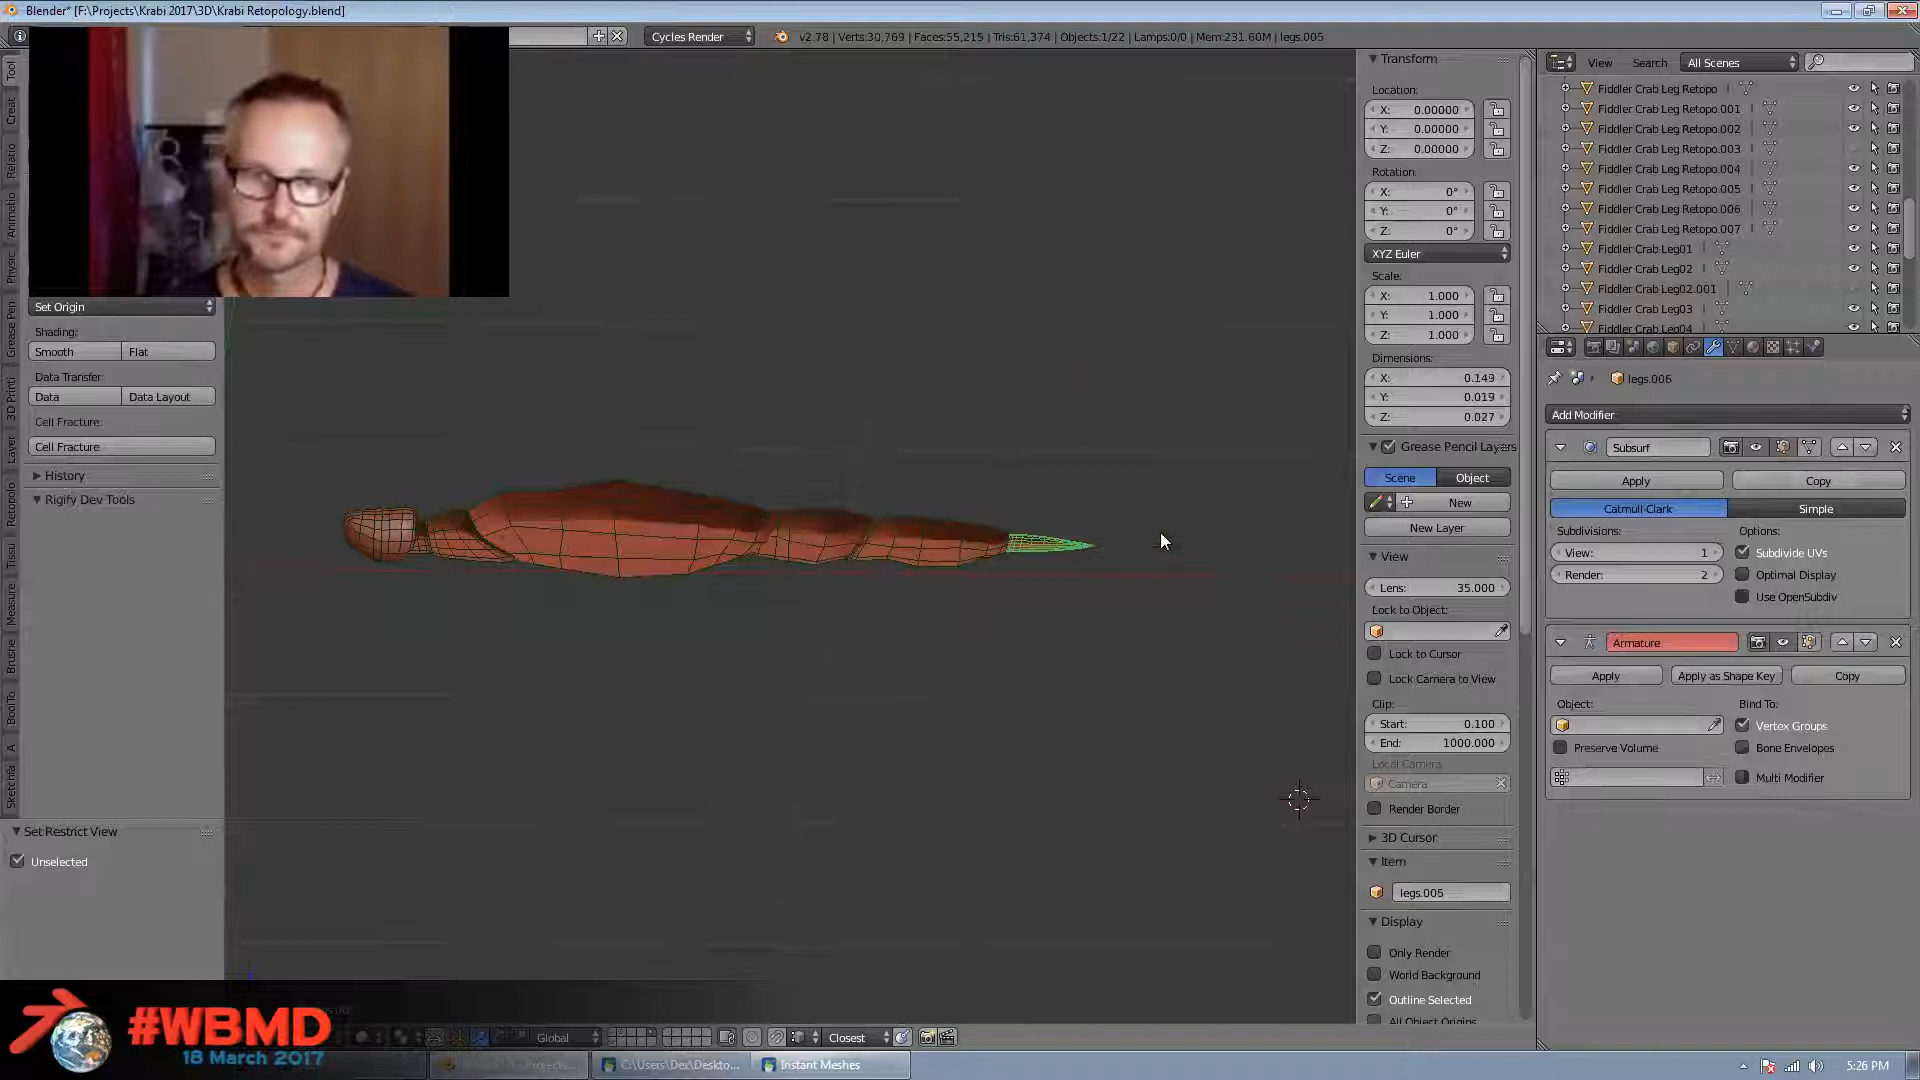 Blender* [F:\Projects\Krabi 2017\3D\Krabi Retopology.blend]
Cycles Render
v2.78 | Verts:30,769 | Faces:55,215 | Tris:61,374 | Objects:1/22 | Lamps:0/0 | Mem:231.60M | legs.005
Tool
Creat
Relatio
Animatio
Physic
Grease Pen
3D Printi
Layer
Retopolo
Tissu
Measure
Brushe
BoolTo
A
Sketchfa
Set Origin
Shading:
Smooth
Flat
Data Transfer:
Data
Data Layout
Cell Fracture:
Cell Fracture
History
Rigify Dev Tools
Set Restrict View
Unselected
Transform
Location:
X: 0.00000
Y: 0.00000
Z: 0.00000
Rotation:
X: 0°
Y: 0°
Z: 0°
XYZ Euler
Scale:
X: 1.000
Y: 1.000
Z: 1.000
Dimensions:
X: 0.149
Y: 0.019
Z: 0.027
Grease Pencil Layers
Scene
Object
New
New Layer
View
Lens: 35.000
Lock to Object:
Lock to Cursor
Lock Camera to View
Clip:
Start: 0.100
End: 1000.000
Local Camera
Camera
Render Border
3D Cursor
Item
legs.005
Display
Only Render
World Background
Outline Selected
All Object Origins
View
Search
All Scenes
Fiddler Crab Leg Retopo
Fiddler Crab Leg Retopo.001
Fiddler Crab Leg Retopo.002
Fiddler Crab Leg Retopo.003
Fiddler Crab Leg Retopo.004
Fiddler Crab Leg Retopo.005
Fiddler Crab Leg Retopo.006
Fiddler Crab Leg Retopo.007
Fiddler Crab Leg01
Fiddler Crab Leg02
Fiddler Crab Leg02.001
Fiddler Crab Leg03
Fiddler Crab Leg04
legs.005
Add Modifier
Subsurf
Apply
Copy
Catmull-Clark
Simple
Subdivisions:
Options:
View: 1
Subdivide UVs
Render: 2
Optimal Display
Use OpenSubdiv
Armature
Apply
Apply as Shape Key
Copy
Object:
Bind To:
Vertex Groups
Preserve Volume
Bone Envelopes
Multi Modifier
Global
Closest
#WBMD
18 March 2017
C:\Users\Dez\Deskto...
Instant Meshes
5:26 PM